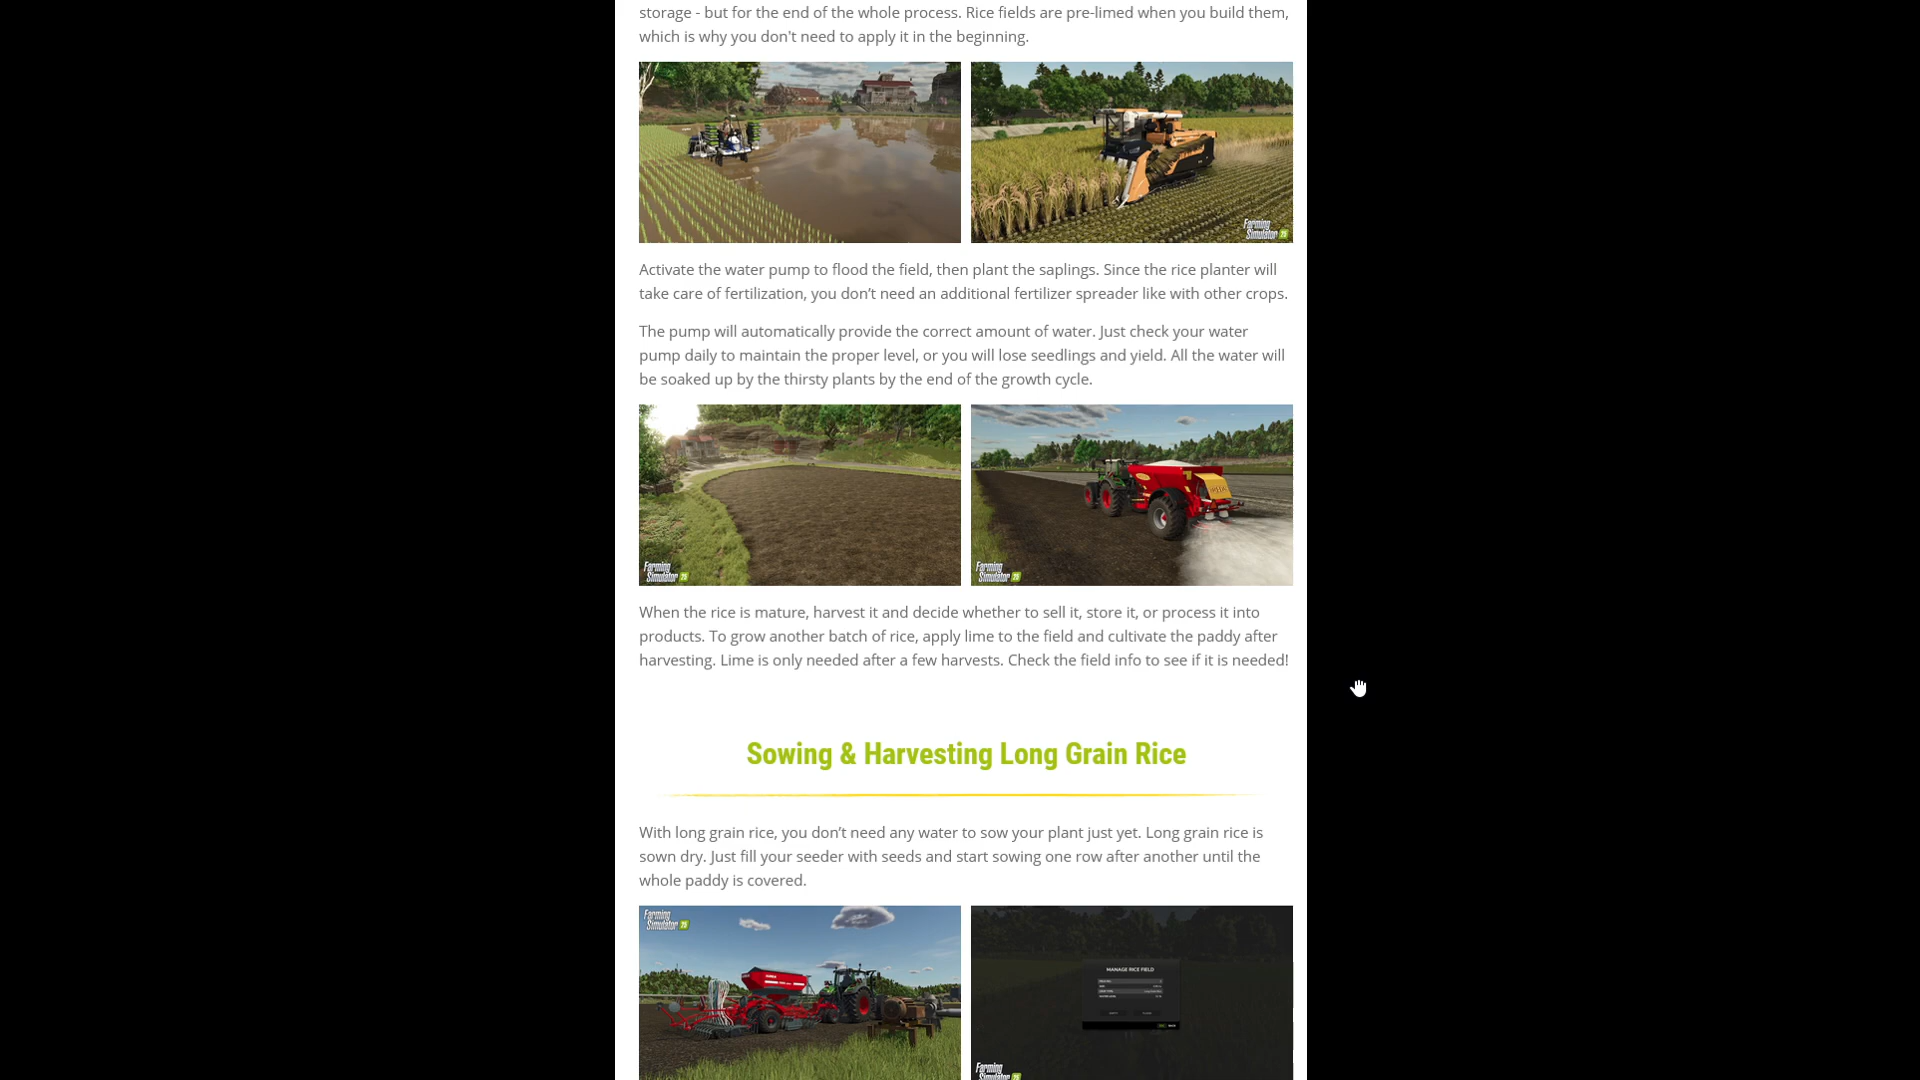 storage - but for the end of the whole process. Rice fields are pre-limed when you build them,
which is why you don't need to apply it in the beginning.
Farming
Simulator 25
Activate the water pump to flood the field, then plant the saplings. Since the rice planter will
take care of fertilization, you don’t need an additional fertilizer spreader like with other crops.
The pump will automatically provide the correct amount of water. Just check your water
pump daily to maintain the proper level, or you will lose seedlings and yield. All the water will
be soaked up by the thirsty plants by the end of the growth cycle.
Farming
Simulator 25
Farming
Simulator 25
When the rice is mature, harvest it and decide whether to sell it, store it, or process it into
products. To grow another batch of rice, apply lime to the field and cultivate the paddy after
harvesting. Lime is only needed after a few harvests. Check the field info to see if it is needed!
Sowing & Harvesting Long Grain Rice
With long grain rice, you don’t need any water to sow your plant just yet. Long grain rice is
sown dry. Just fill your seeder with seeds and start sowing one row after another until the
whole paddy is covered.
Farming
Simulator 25
MANAGE RICE FIELD
Farming
Simulator 25